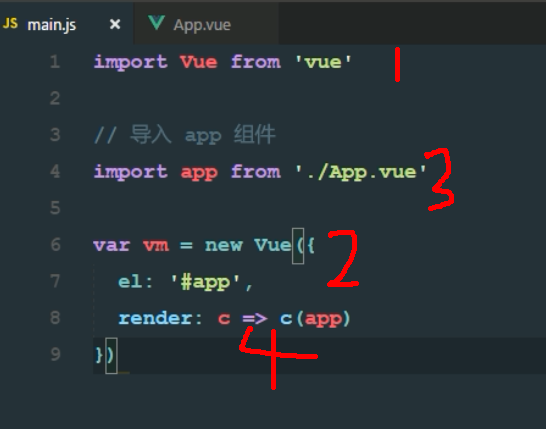 JS main.js × App.vue
1 import Vue from 'vue' 1
2
3 // 导入 app 组件
4 import app from './App.vue' 3
5
6 var vm = new Vue({ 2
7 el: '#app',
8 render: c => c(app)
9 }) 4